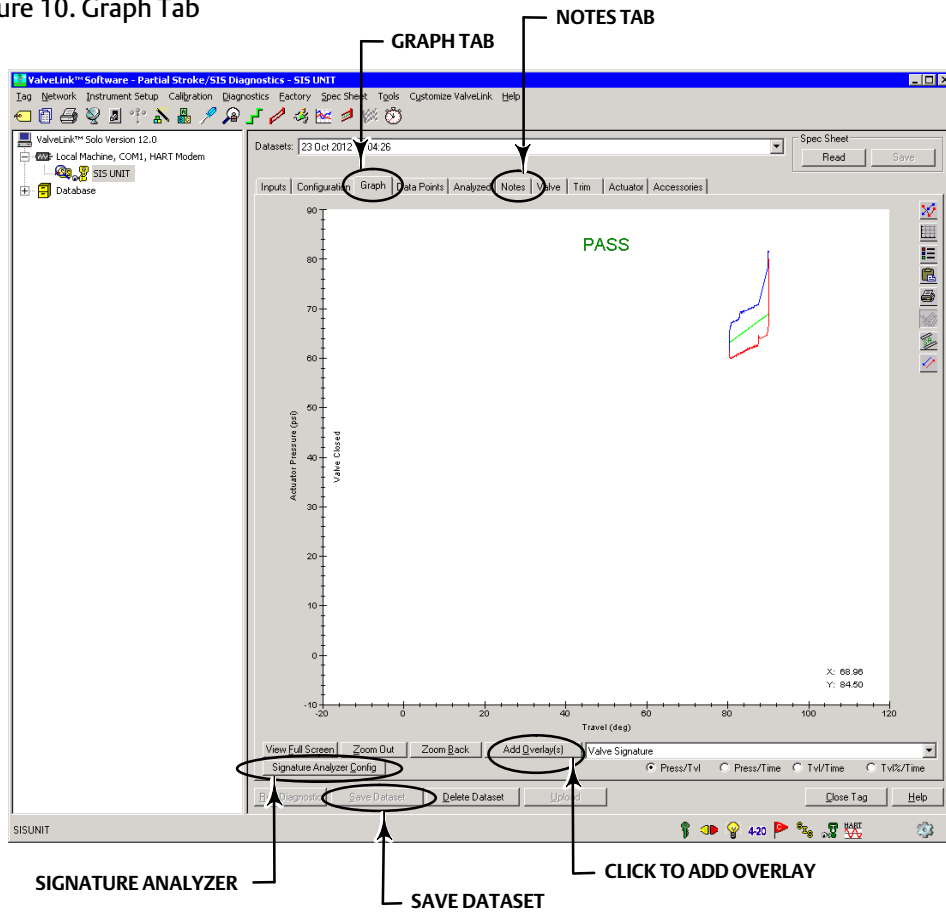 ure 10. Graph Tab
NOTES TAB
GRAPH TAB
ValveLink™ Software - Partial Stroke/SIS Diagnostics - SIS UNIT
Tag Network Instrument Setup Calibration Diagnostics Factory Spec Sheet Tools Customize ValveLink Help
ValveLink™ Solo Version 12.0
Local Machine, COM1, HART Modem
SIS UNIT
Database
Datasets: 23 Oct 2012 04:26
Spec Sheet
Read Save
Inputs Configuration Graph Data Points Analyzed Notes Valve Trim Actuator Accessories
PASS
90
80
70
60
50
40
30
20
10
0
-10
Actuator Pressure (psi)
Valve Closed
X: 68.96
Y: 84.50
-20 0 20 40 60 80 100 120
Travel (deg)
View Full Screen Zoom Out Zoom Back Add Overlay(s) Valve Signature
Signature Analyzer Config Press/Tvl Press/Time Tvl/Time Tvl%/Time
Diagnostic Save Dataset Delete Dataset Upload Close Tag Help
SISUNIT
4-20
HART
SIGNATURE ANALYZER
SAVE DATASET
CLICK TO ADD OVERLAY